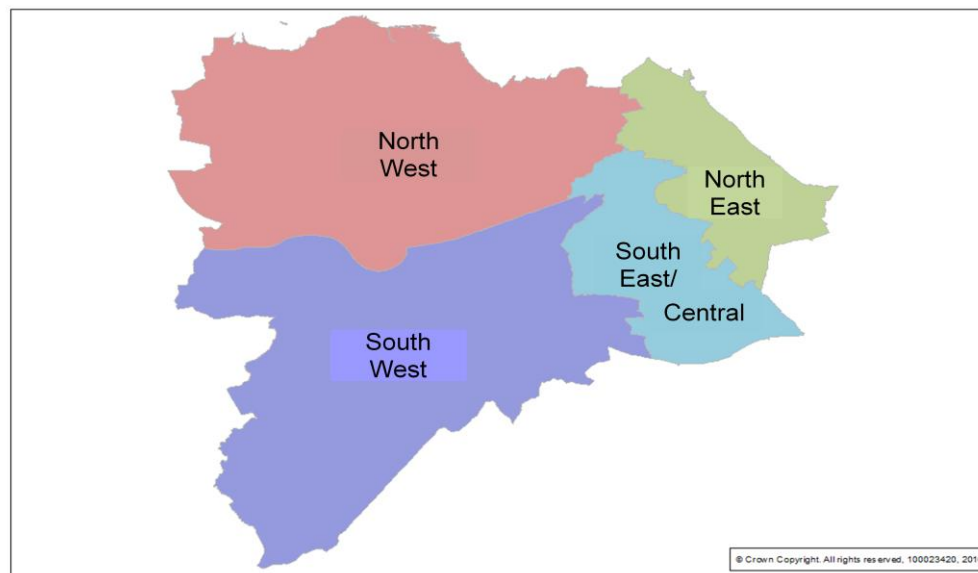 North
West
North
East
South
East/
Central
South
West
© Crown Copyright. All rights reserved, 100023420, 201